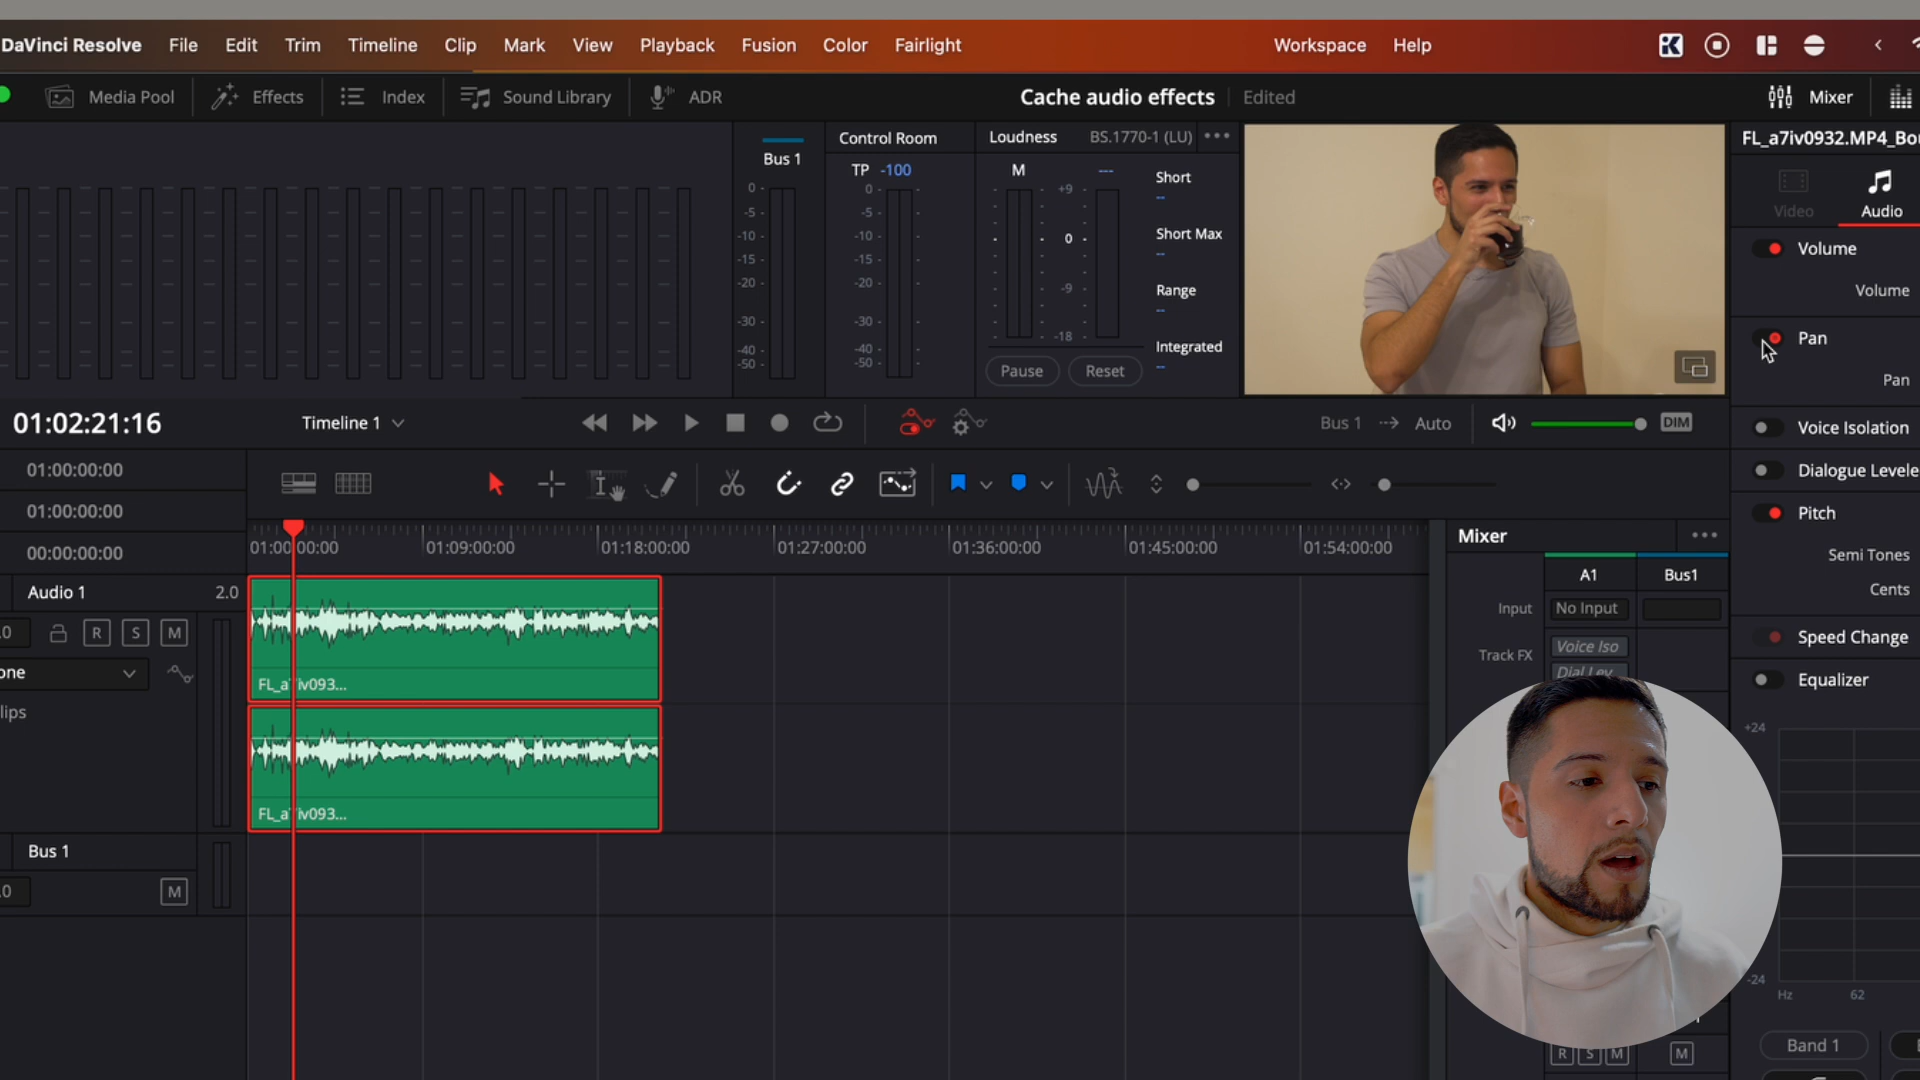 DaVinci Resolve File Edit Trim Timeline Clip Mark View Playback Fusion Color Fairlight Workspace Help
Media Pool Effects Index Sound Library ADR Cache audio effects Edited Mixer
Bus 1
0
-5
-10
-15
-20
-30
-40
-50
Control Room
TP -100
0
-5
-10
-15
-20
-30
-40
-50
Loudness BS.1770-1 (LU)
M ---
+9
0
-9
-18
Short
--
Short Max
--
Range
--
Integrated
--
Pause Reset
FL_a7iv0932.MP4_Bou
Video Audio
Volume
Volume
Pan
Pan
Voice Isolation
Dialogue Levele
Pitch
Semi Tones
Cents
Speed Change
Equalizer
+24
-24
Hz 62
Band 1
01:02:21:16 Timeline 1 Bus 1 Auto DIM
01:00:00:00
01:00:00:00
00:00:00:00
01:00:00:00 01:09:00:00 01:18:00:00 01:27:00:00 01:36:00:00 01:45:00:00 01:54:00:00
Audio 1 2.0
.0 R S M
one
lips
FL_a7iv093...
FL_a7iv093...
Bus 1
.0 M
Mixer
A1 Bus1
Input No Input
Track FX Voice Iso
Dial Lev
R S M M